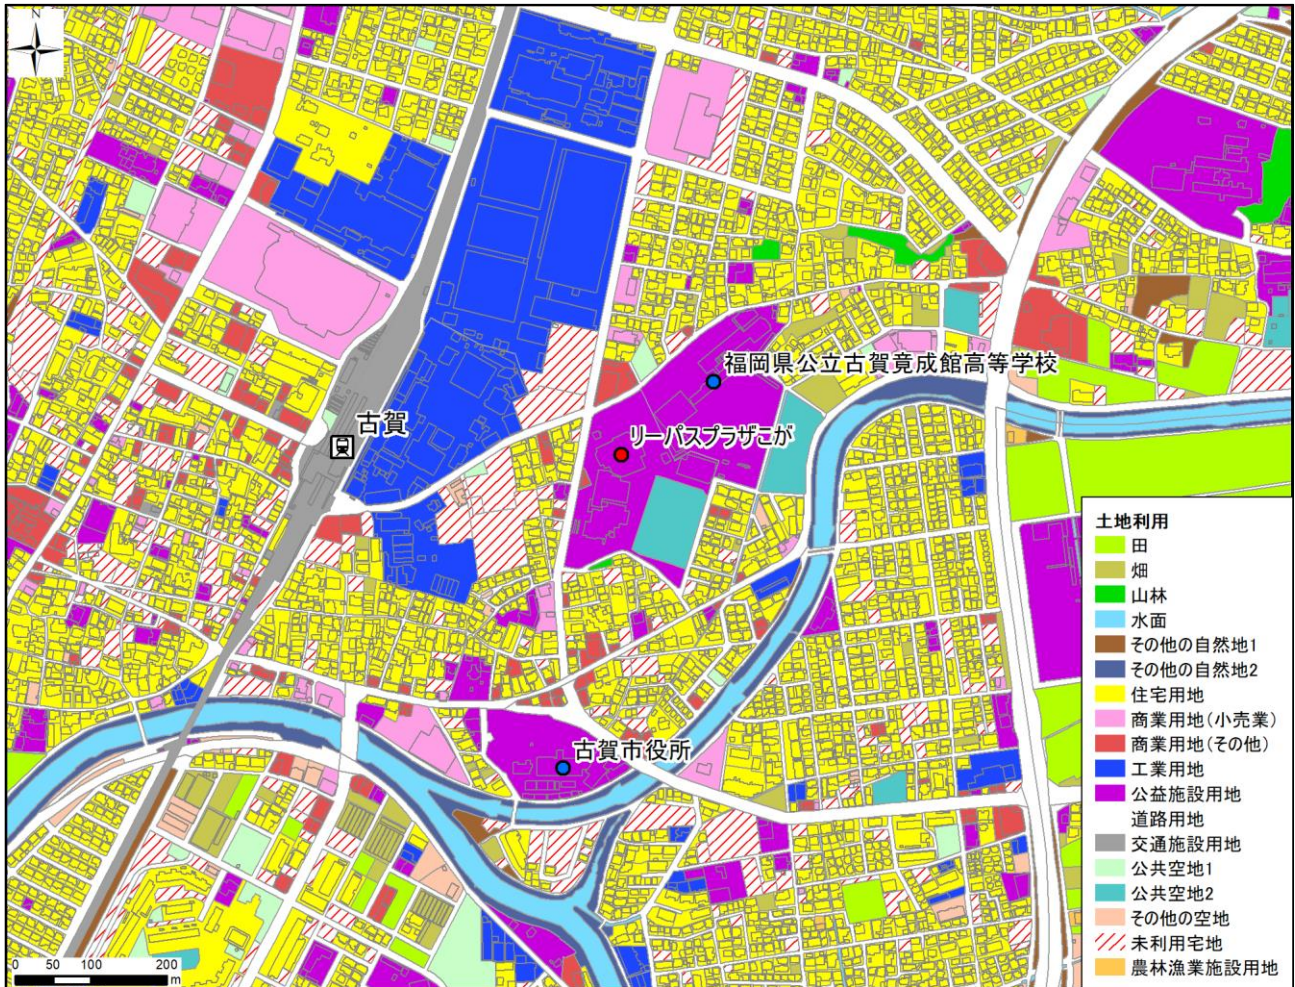 N
福岡県公立古賀竟成館高等学校
古賀
リーパスプラザこが
古賀市役所
土地利用
田
畑
山林
水面
その他の自然地1
その他の自然地2
住宅用地
商業用地(小売業)
商業用地(その他)
工業用地
公益施設用地
道路用地
交通施設用地
公共空地1
公共空地2
その他の空地
未利用宅地
農林漁業施設用地
0 50 100 200
m